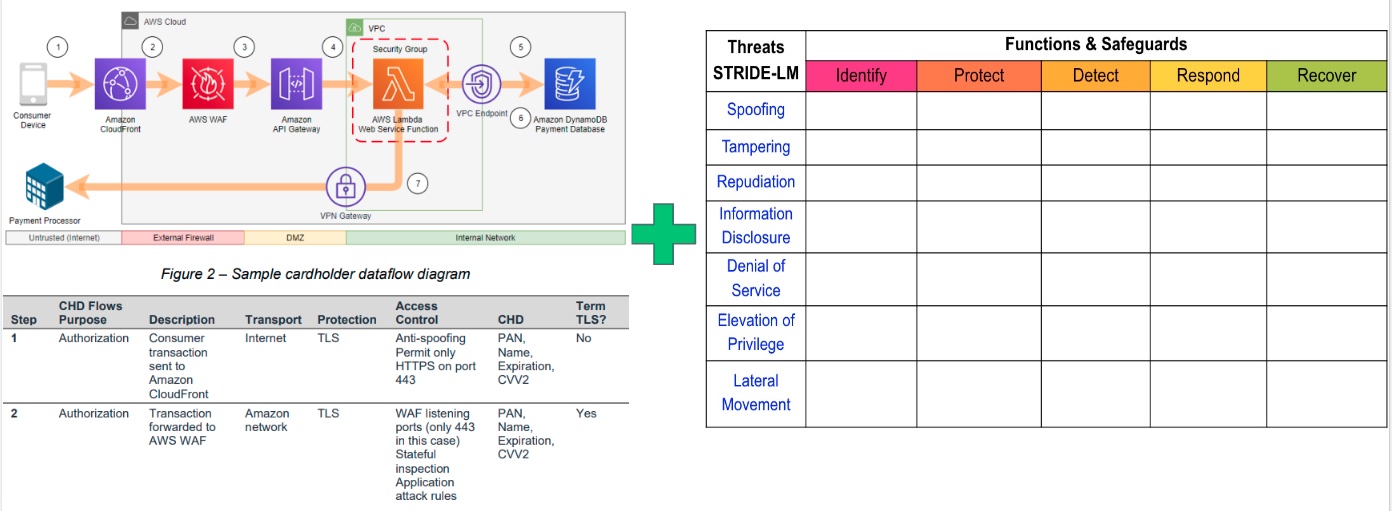 AWS Cloud
VPC
1
2
3
4
Security Group
5
Consumer
Device
Amazon
CloudFront
AWS WAF
Amazon
API Gateway
AWS Lambda
Web Service Function
VPC Endpoint
6
Amazon DynamoDB
Payment Database
7
Payment Processor
VPN Gateway
Untrusted (Internet)
External Firewall
DMZ
Internal Network
Figure 2 – Sample cardholder dataflow diagram
Step
CHD Flows
Purpose
Description
Transport
Protection
Access
Control
CHD
Term
TLS?
1
Authorization
Consumer
transaction
sent to
Amazon
CloudFront
Internet
TLS
Anti-spoofing
Permit only
HTTPS on port
443
PAN,
Name,
Expiration,
CVV2
No
2
Authorization
Transaction
forwarded to
AWS WAF
Amazon
network
TLS
WAF listening
ports (only 443
in this case)
Stateful
inspection
Application
attack rules
PAN,
Name,
Expiration,
CVV2
Yes
Threats
STRIDE-LM
Functions & Safeguards
Identify
Protect
Detect
Respond
Recover
Spoofing
Tampering
Repudiation
Information
Disclosure
Denial of
Service
Elevation of
Privilege
Lateral
Movement